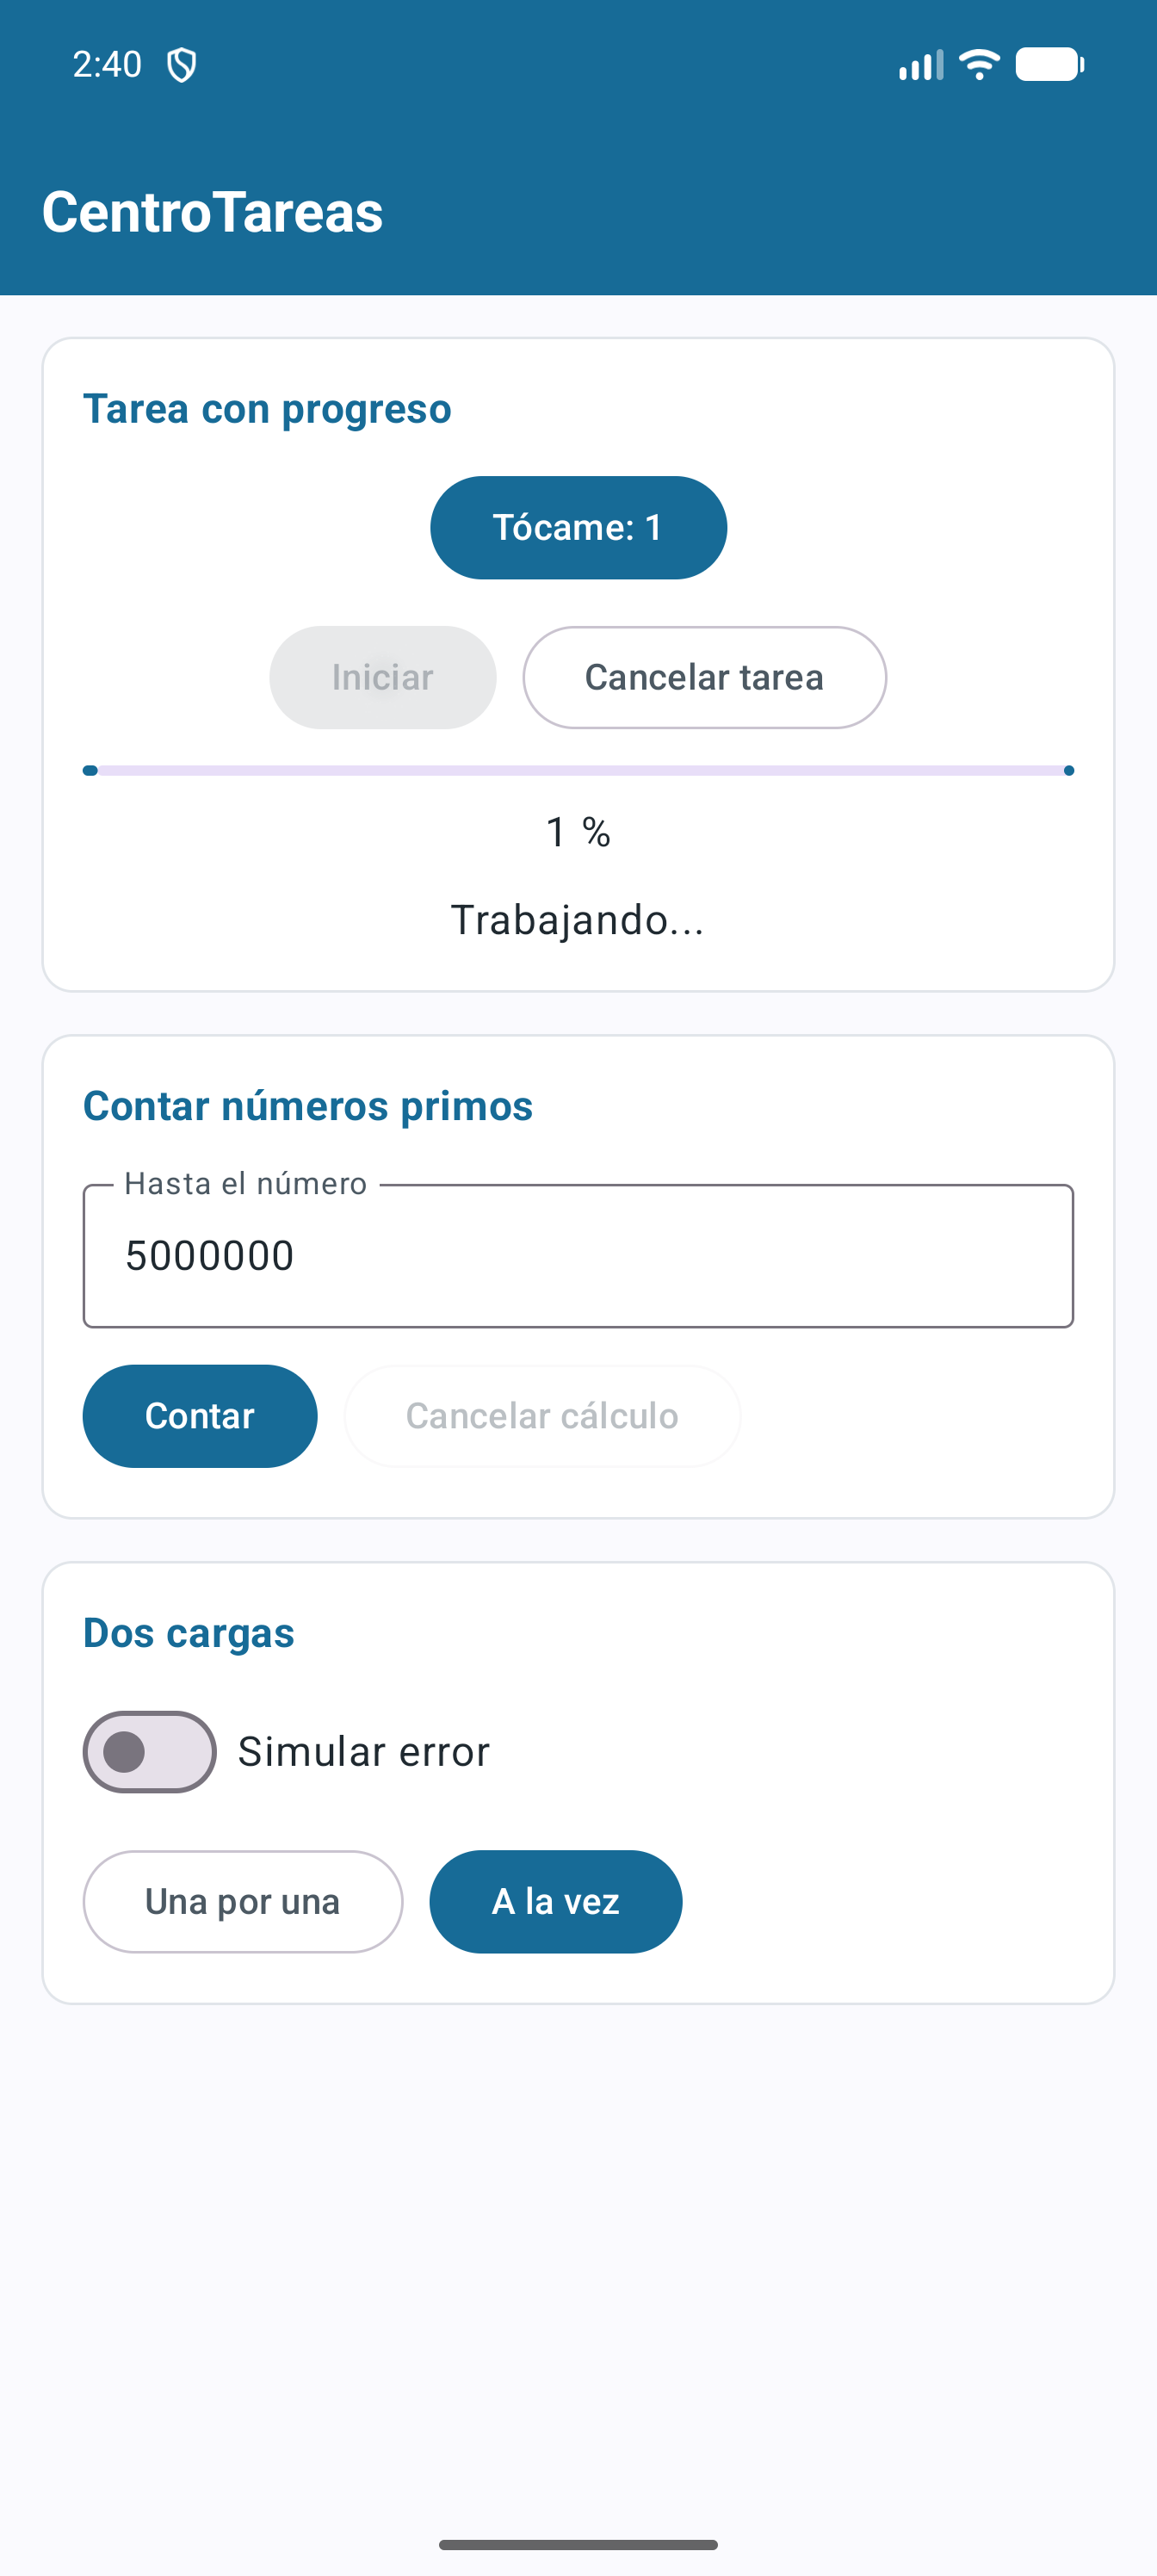 2:40
CentroTareas
Tarea con progreso
Tócame: 1
Iniciar Cancelar tarea
1 %
Trabajando...
Contar números primos
Hasta el número
5000000
Contar Cancelar cálculo
Dos cargas
Simular error
Una por una A la vez